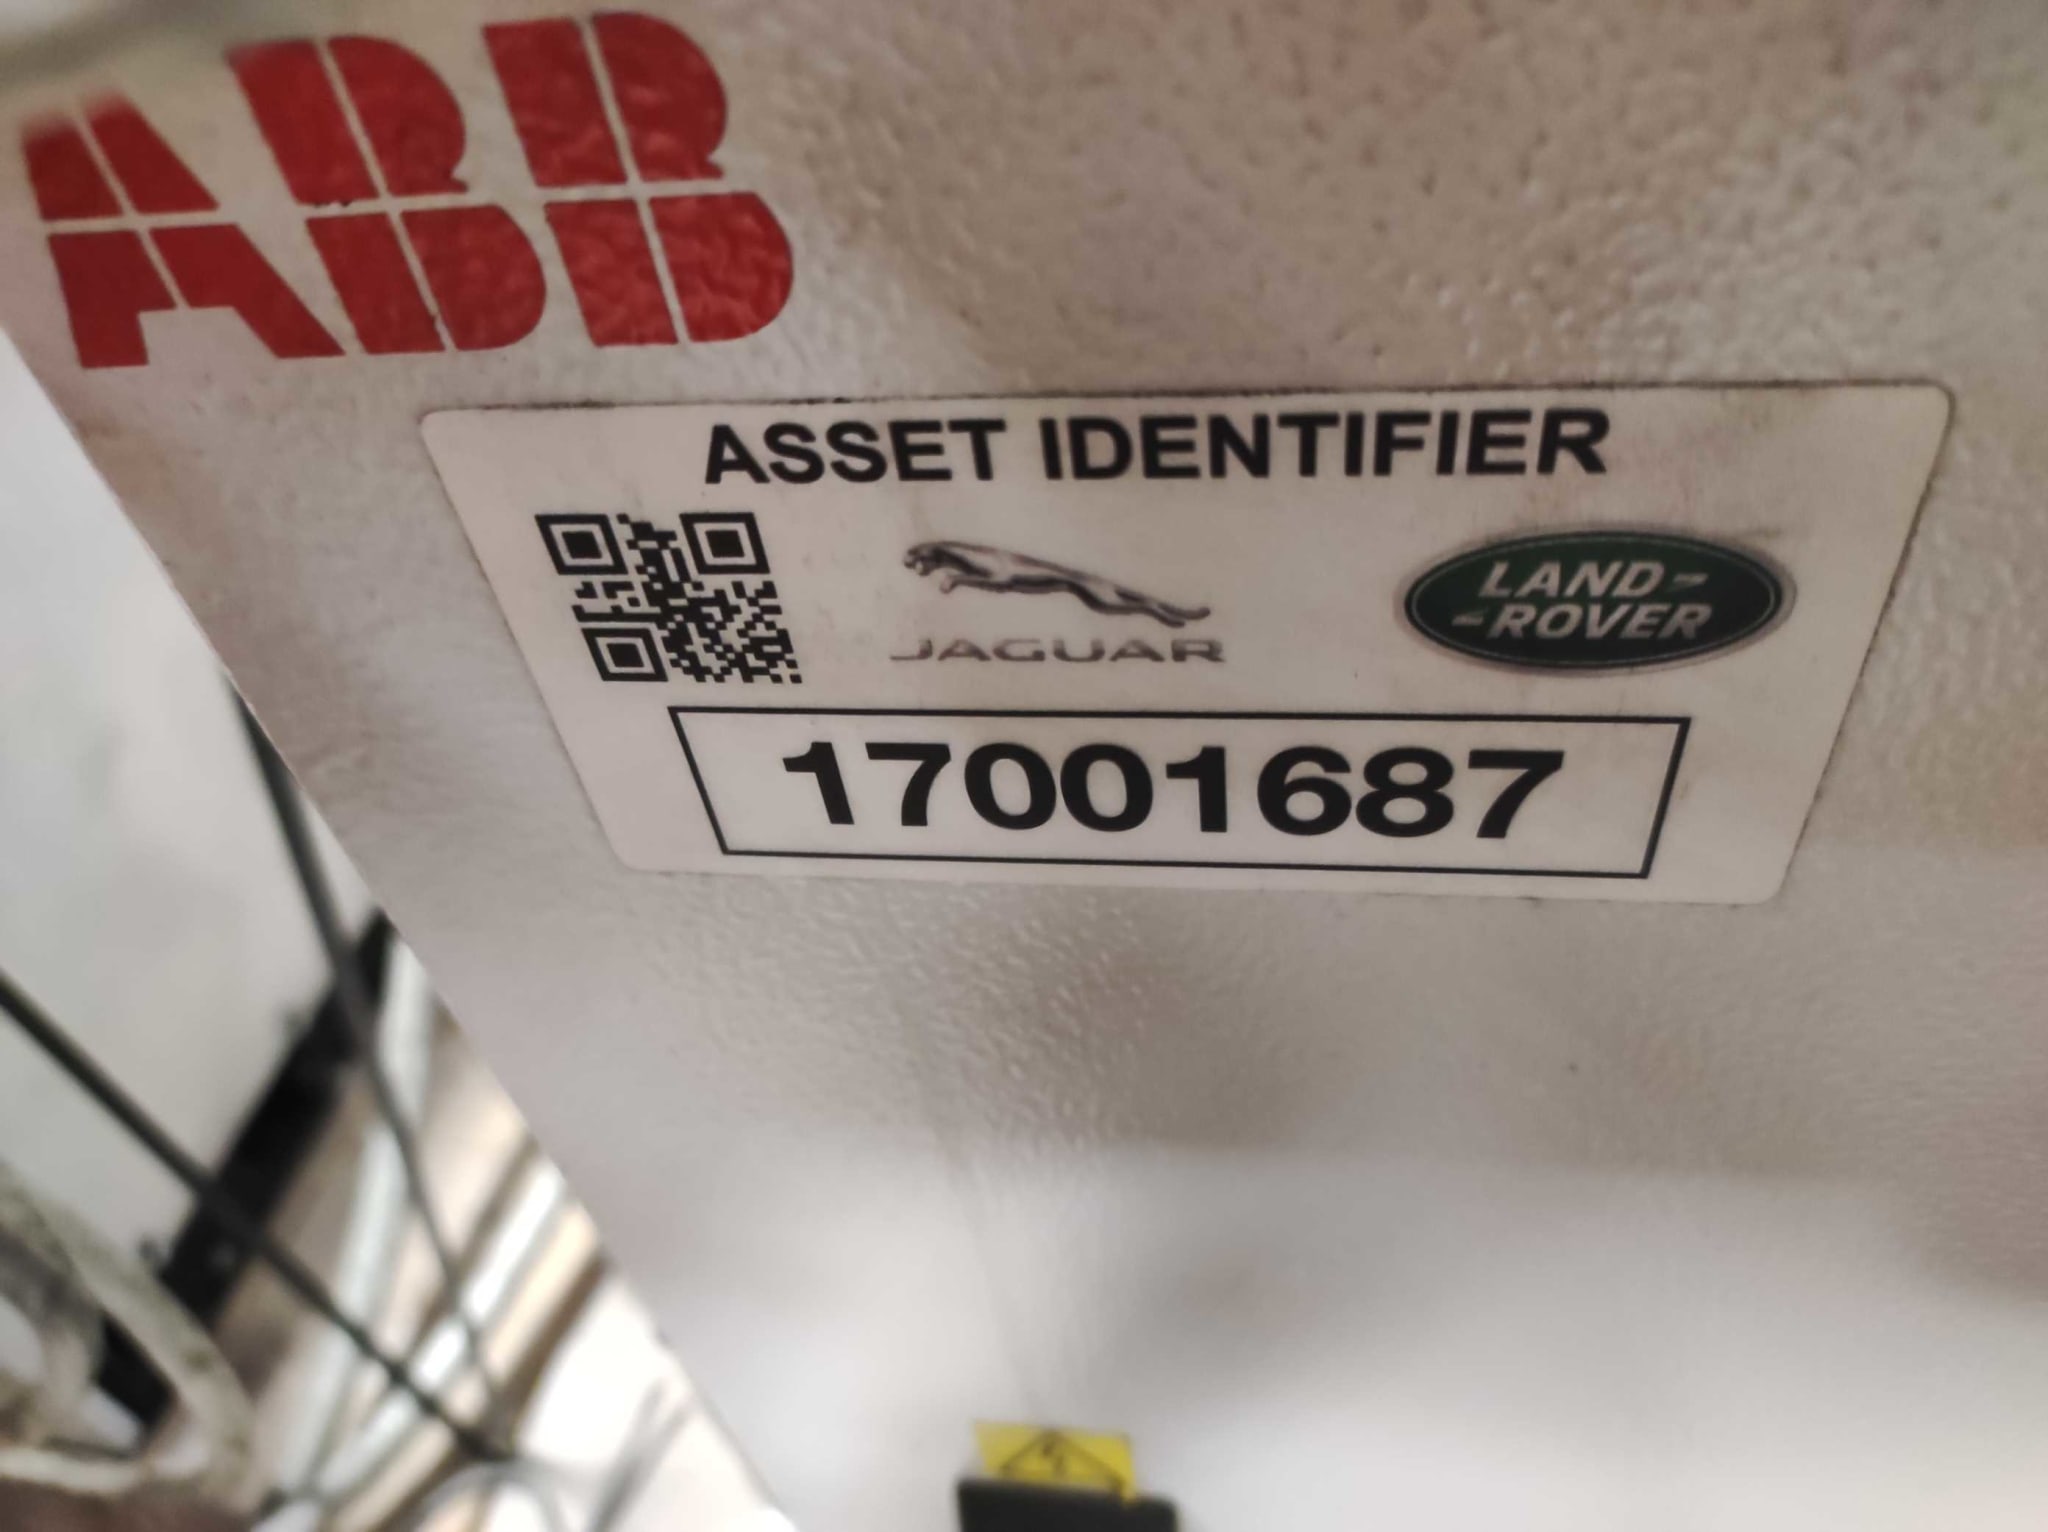 ABB
ASSET IDENTIFIER
JAGUAR
LAND-
-ROVER
17001687